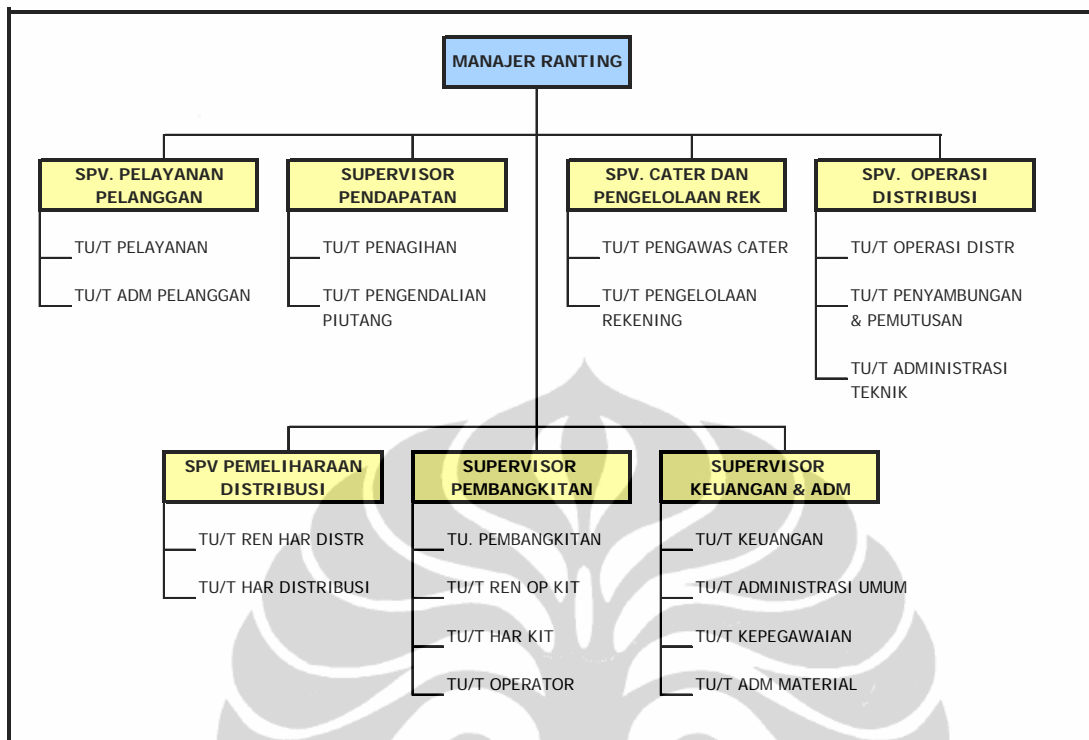 MANAJER RANTING
SPV. PELAYANAN
PELANGGAN
TU/T PELAYANAN
TU/T ADM PELANGGAN
SUPERVISOR
PENDAPATAN
TU/T PENAGIHAN
TU/T PENGENDALIAN
PIUTANG
SPV. CATER DAN
PENGELOLAAN REK
TU/T PENGAWAS CATER
TU/T PENGELOLAAN
REKENING
SPV. OPERASI
DISTRIBUSI
TU/T OPERASI DISTR
TU/T PENYAMBUNGAN
& PEMUTUSAN
TU/T ADMINISTRASI
TEKNIK
SPV PEMELIHARAAN
DISTRIBUSI
TU/T REN HAR DISTR
TU/T HAR DISTRIBUSI
SUPERVISOR
PEMBANGKITAN
TU. PEMBANGKITAN
TU/T REN OP KIT
TU/T HAR KIT
TU/T OPERATOR
SUPERVISOR
KEUANGAN & ADM
TU/T KEUANGAN
TU/T ADMINISTRASI UMUM
TU/T KEPEGAWAIAN
TU/T ADM MATERIAL